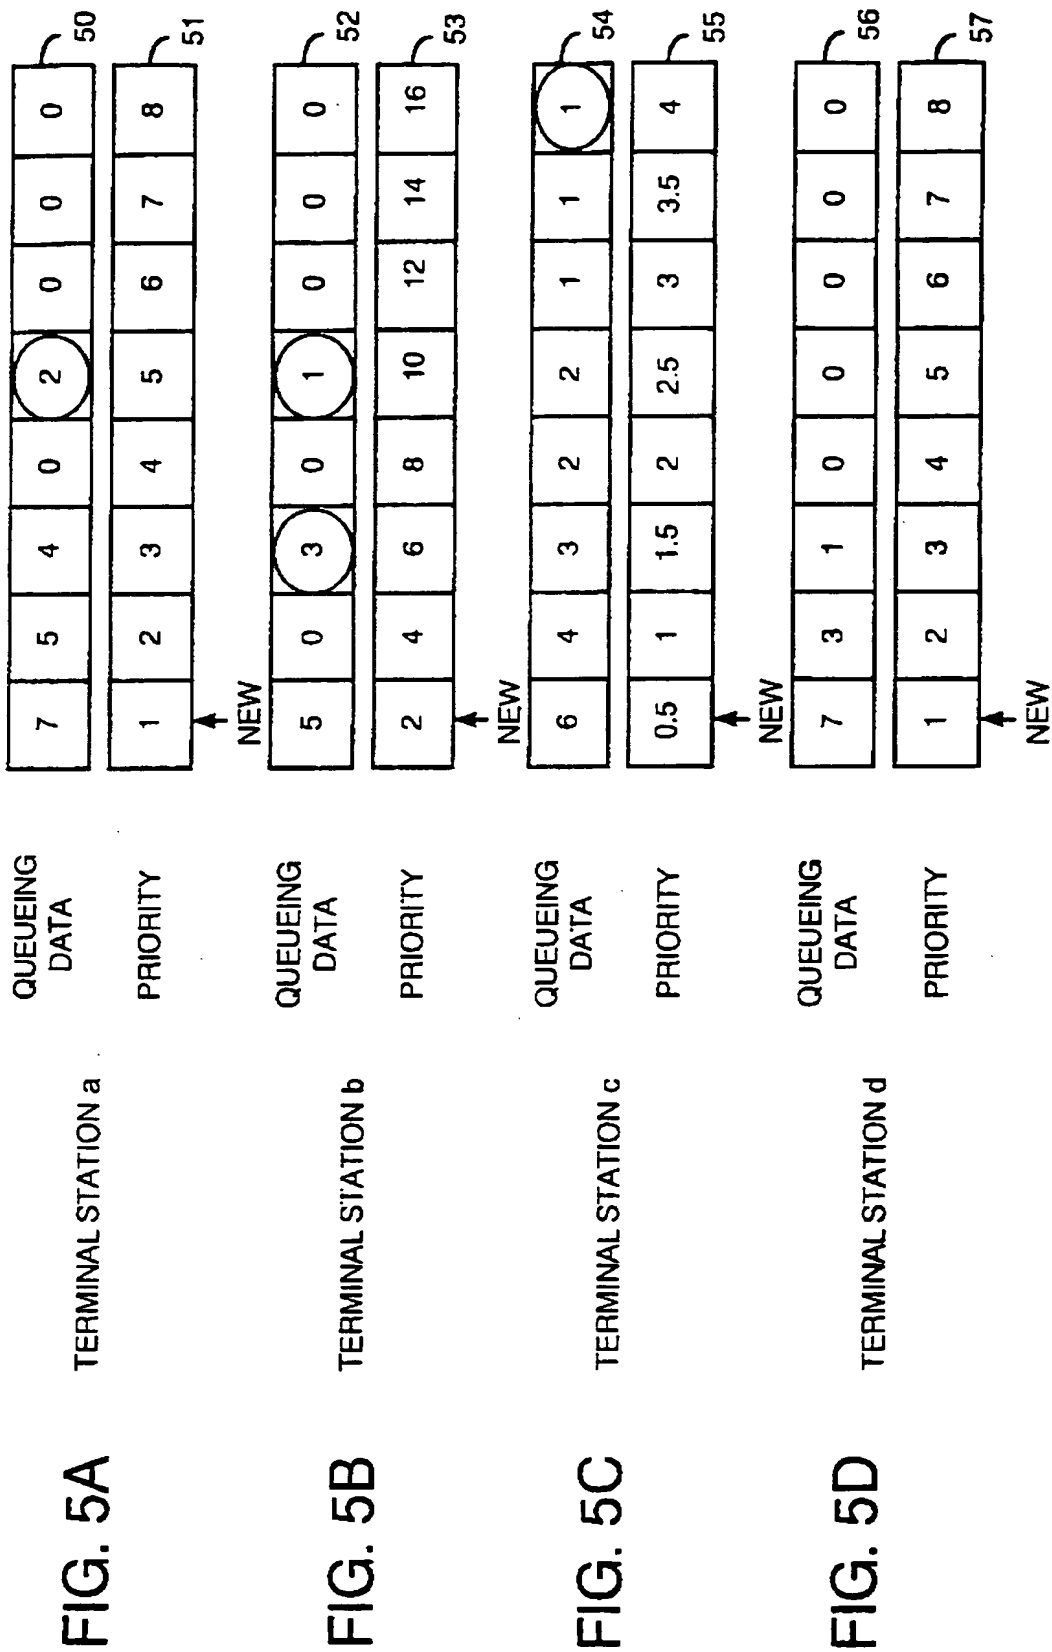 FIG. 5A
TERMINAL STATION a
QUEUEING
DATA
7 5 4 0 2 0 0 0
50
PRIORITY
1 2 3 4 5 6 7 8
51
NEW
FIG. 5B
TERMINAL STATION b
QUEUEING
DATA
5 0 3 0 1 0 0 0
52
PRIORITY
2 4 6 8 10 12 14 16
53
NEW
FIG. 5C
TERMINAL STATION c
QUEUEING
DATA
6 4 3 2 2 1 1 1
54
PRIORITY
0.5 1 1.5 2 2.5 3 3.5 4
55
NEW
FIG. 5D
TERMINAL STATION d
QUEUEING
DATA
7 3 1 0 0 0 0 0
56
PRIORITY
1 2 3 4 5 6 7 8
57
NEW